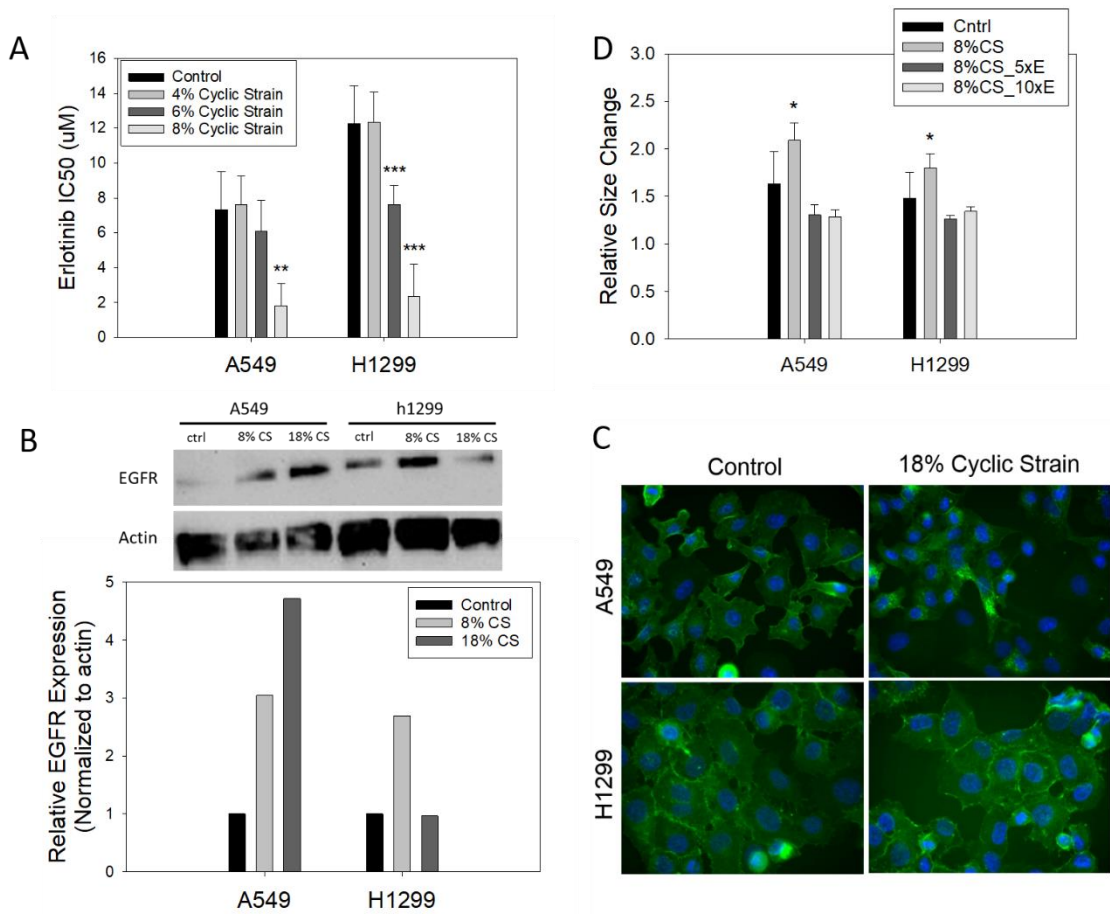 A
Erlotinib IC50 (uM)
16
14
12
10
8
6
4
2
0
Control
4% Cyclic Strain
6% Cyclic Strain
8% Cyclic Strain
**
***
***
A549
H1299
D
Relative Size Change
3.0
2.5
2.0
1.5
1.0
0.5
0.0
Cntrl
8%CS
8%CS_5xE
8%CS_10xE
*
*
A549
H1299
B
A549
h1299
ctrl
8% CS
18% CS
ctrl
8% CS
18% CS
EGFR
Actin
Relative EGFR Expression
(Normalized to actin)
5
4
3
2
1
0
Control
8% CS
18% CS
A549
H1299
C
Control
18% Cyclic Strain
A549
H1299